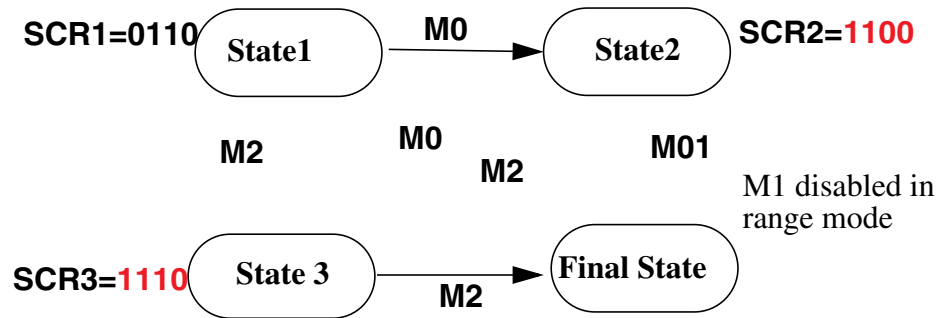 SCR1=0110
State1
M0
State2
SCR2=1100
M2
M0
M2
M01
M1 disabled in
range mode
SCR3=1110
State 3
M2
Final State